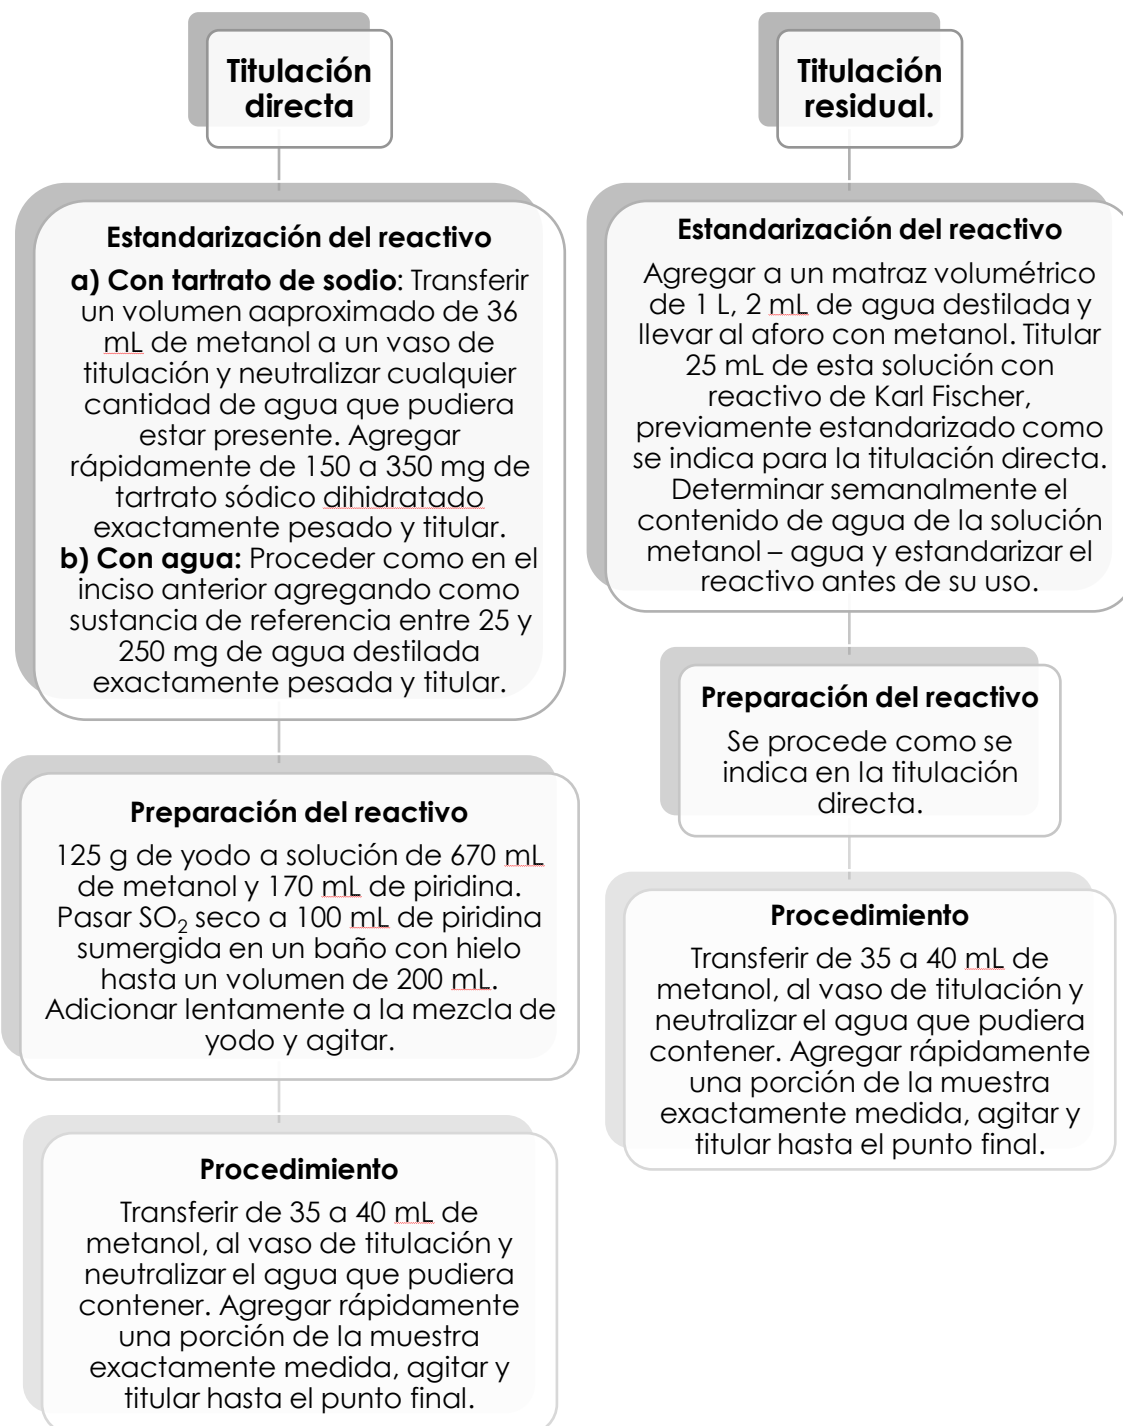 Titulación
directa
Estandarización del reactivo
a) Con tartrato de sodio: Transferir
un volumen aaproximado de 36
mL de metanol a un vaso de
titulación y neutralizar cualquier
cantidad de agua que pudiera
estar presente. Agregar
rápidamente de 150 a 350 mg de
tartrato sódico dihidratado
exactamente pesado y titular.
b) Con agua: Proceder como en el
inciso anterior agregando como
sustancia de referencia entre 25 y
250 mg de agua destilada
exactamente pesada y titular.
Preparación del reactivo
125 g de yodo a solución de 670 mL
de metanol y 170 mL de piridina.
Pasar SO₂ seco a 100 mL de piridina
sumergida en un baño con hielo
hasta un volumen de 200 mL.
Adicionar lentamente a la mezcla de
yodo y agitar.
Procedimiento
Transferir de 35 a 40 mL de
metanol, al vaso de titulación y
neutralizar el agua que pudiera
contener. Agregar rápidamente
una porción de la muestra
exactamente medida, agitar y
titular hasta el punto final.
Titulación
residual.
Estandarización del reactivo
Agregar a un matraz volumétrico
de 1 L, 2 mL de agua destilada y
llevar al aforo con metanol. Titular
25 mL de esta solución con
reactivo de Karl Fischer,
previamente estandarizado como
se indica para la titulación directa.
Determinar semanalmente el
contenido de agua de la solución
metanol – agua y estandarizar el
reactivo antes de su uso.
Preparación del reactivo
Se procede como se
indica en la titulación
directa.
Procedimiento
Transferir de 35 a 40 mL de
metanol, al vaso de titulación y
neutralizar el agua que pudiera
contener. Agregar rápidamente
una porción de la muestra
exactamente medida, agitar y
titular hasta el punto final.